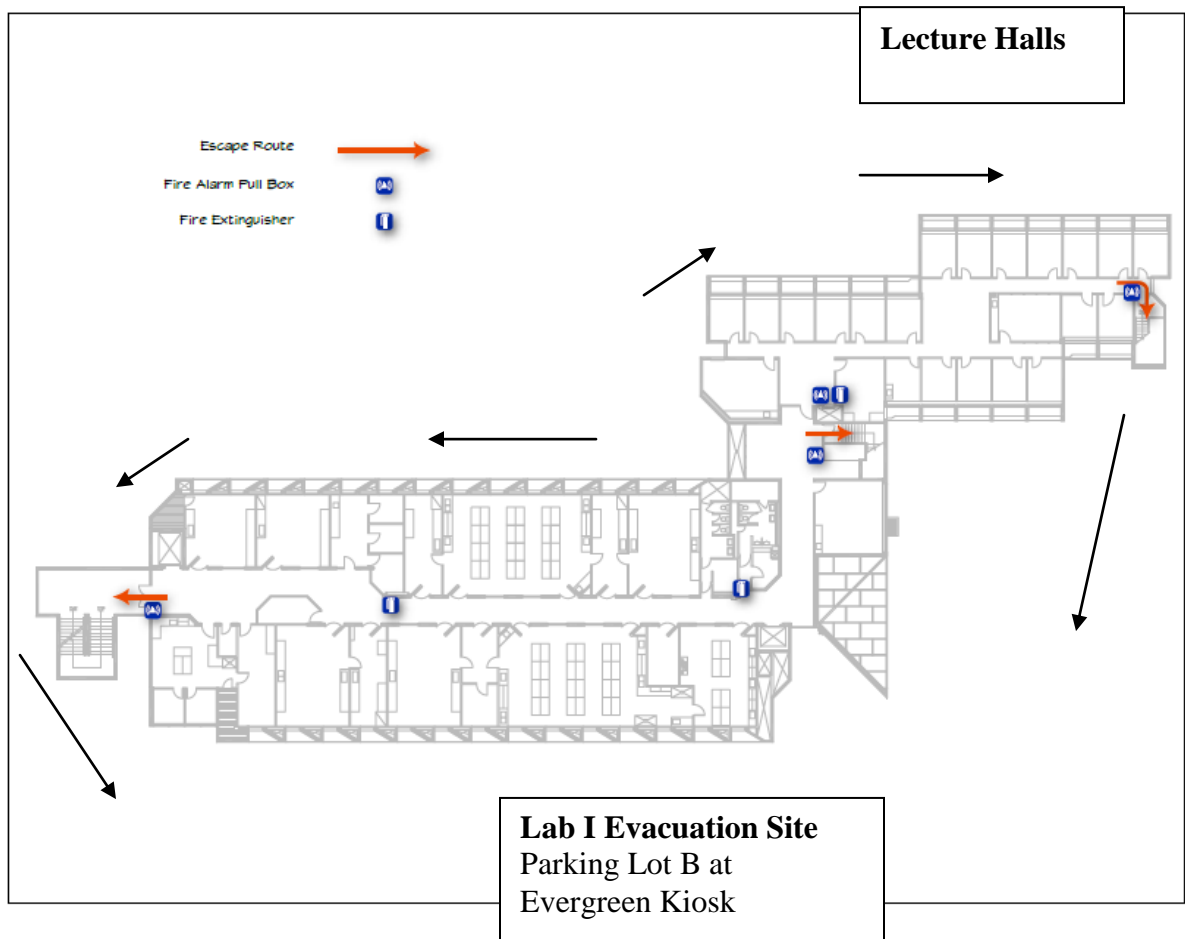 Lecture Halls
Escape Route
Fire Alarm Pull Box
Fire Extinguisher
Lab I Evacuation Site
Parking Lot B at
Evergreen Kiosk